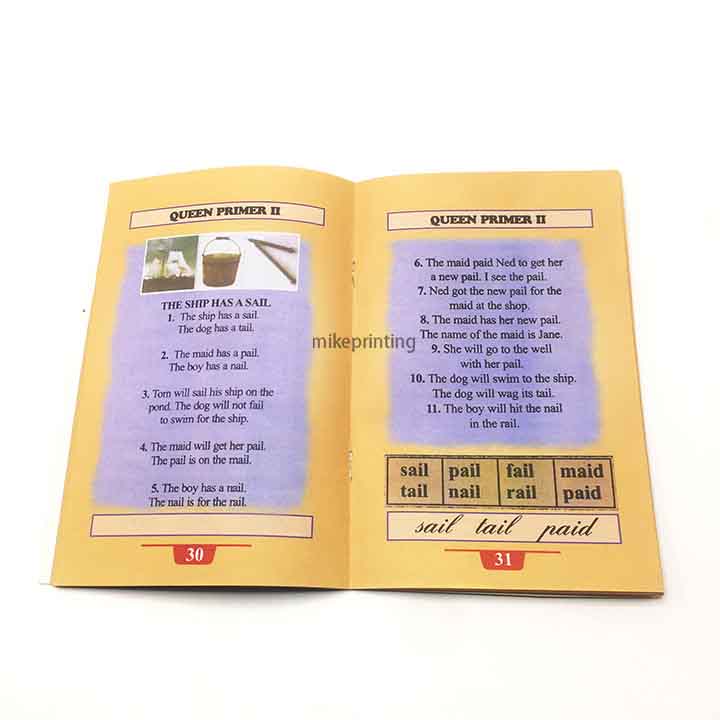 QUEEN PRIMER II
THE SHIP HAS A SAIL
1. The ship has a sail.
The dog has a tail.
2. The maid has a pail.
The boy has a nail.
3. Tom will sail his ship on the
pond. The dog will not fail
to swim for the ship.
4. The maid will get her pail.
The pail is on the mail.
5. The boy has a nail.
The nail is for the rail.
30
QUEEN PRIMER II
6. The maid paid Ned to get her
a new pail. I see the pail.
7. Ned got the new pail for the
maid at the shop.
8. The maid has her new pail.
The name of the maid is Jane.
9. She will go to the well
with her pail.
10. The dog will swim to the ship.
The dog will wag its tail.
11. The boy will hit the nail
in the rail.
sail pail fail maid
tail nail rail paid
sail tail paid
31
mikeprinting